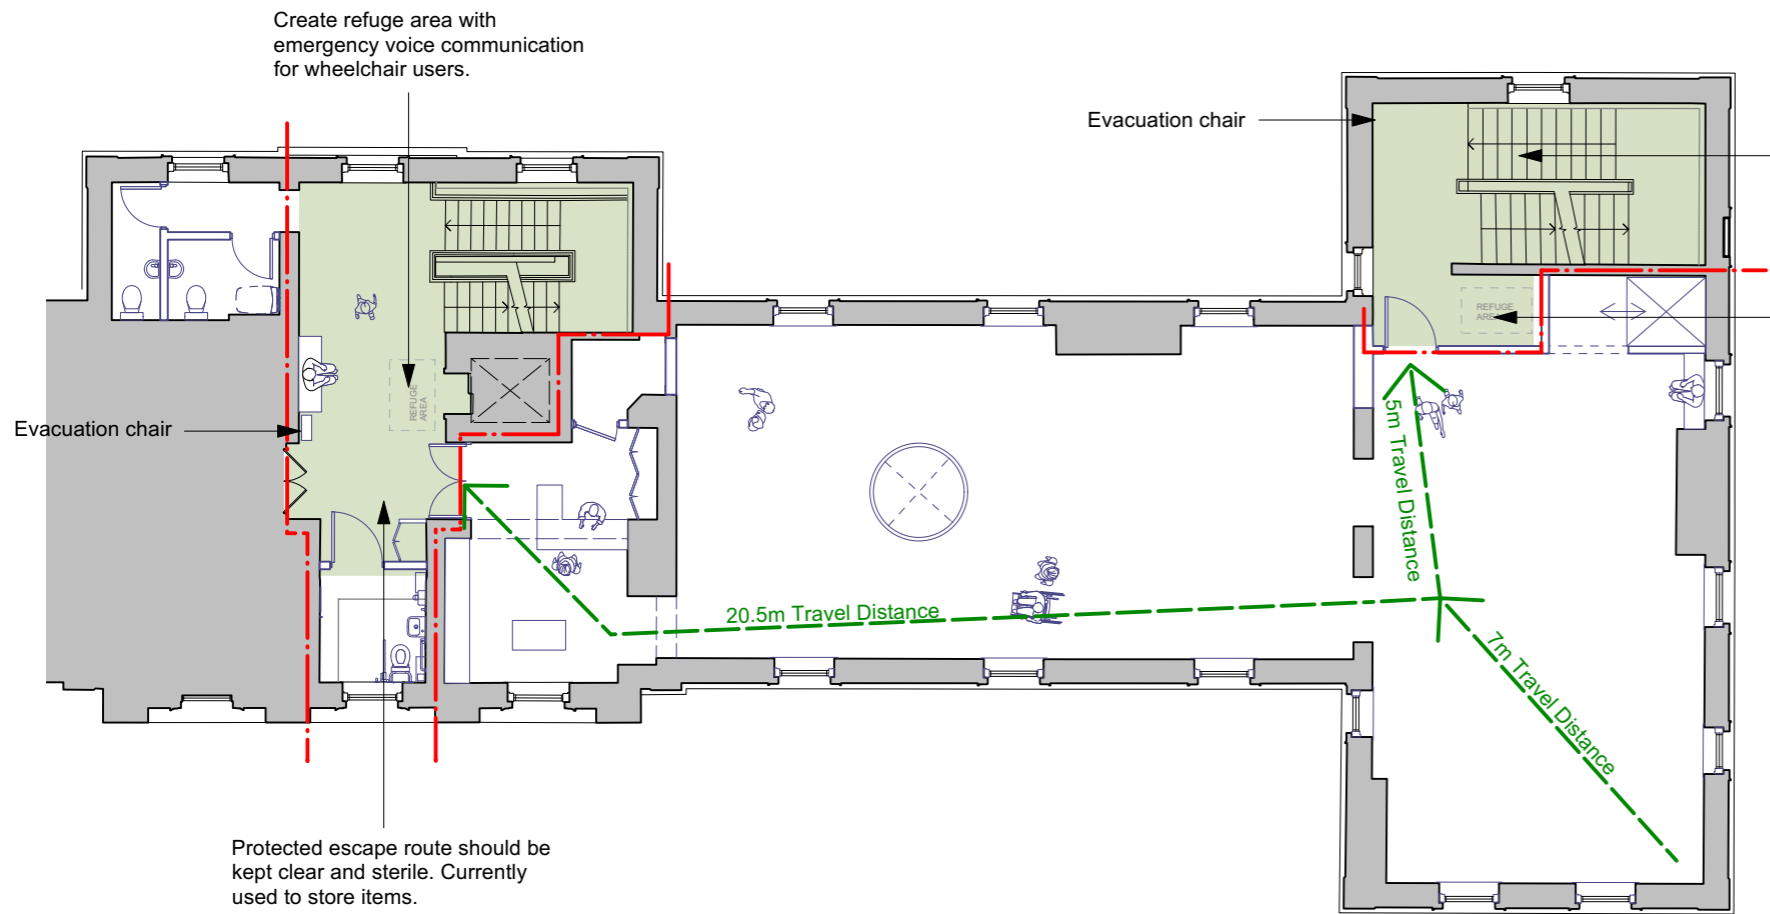 Create refuge area with
emergency voice communication
for wheelchair users.
Evacuation chair
REFUGE
AREA
REFUGE
AREA
Evacuation chair
5m Travel Distance
20.5m Travel Distance
7m Travel Distance
Protected escape route should be
kept clear and sterile. Currently
used to store items.